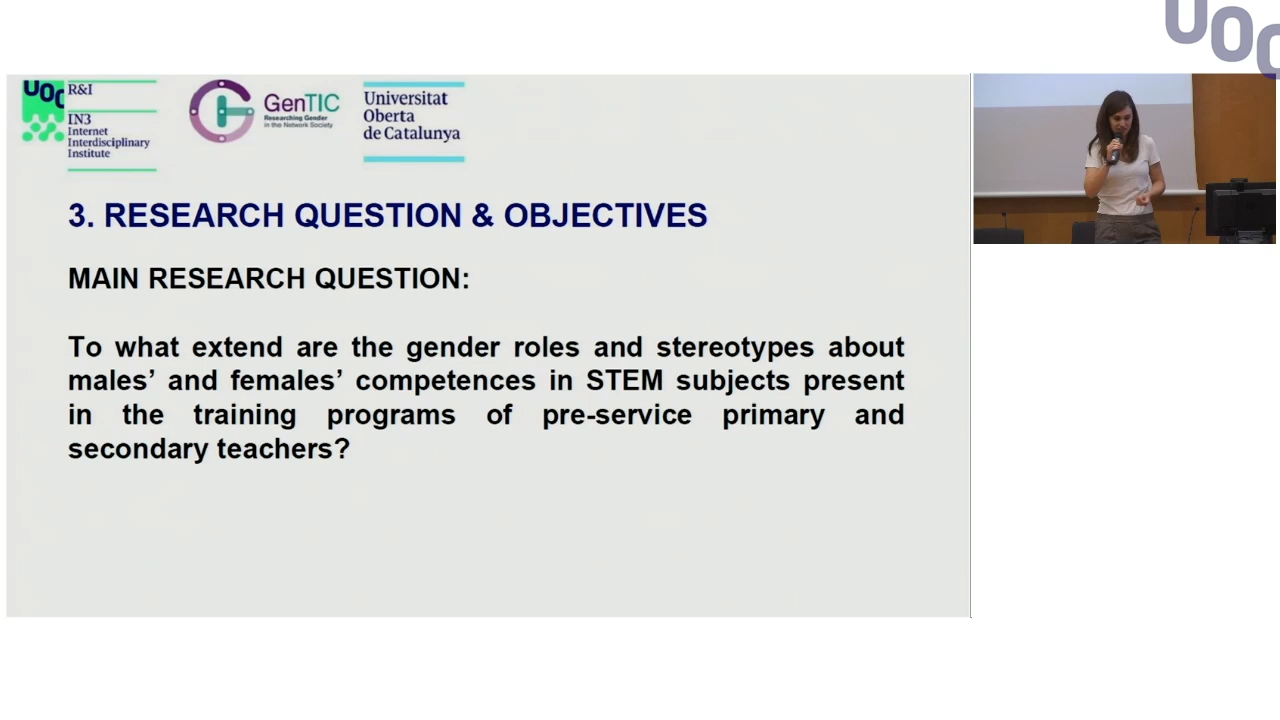 UOC
UOC
R&I
IN3
Internet
Interdisciplinary
Institute
GenTIC
Researching Gender
in the Network Society
Universitat
Oberta
de Catalunya
3. RESEARCH QUESTION & OBJECTIVES
MAIN RESEARCH QUESTION:
To what extend are the gender roles and stereotypes about
males’ and females’ competences in STEM subjects present
in the training programs of pre-service primary and
secondary teachers?